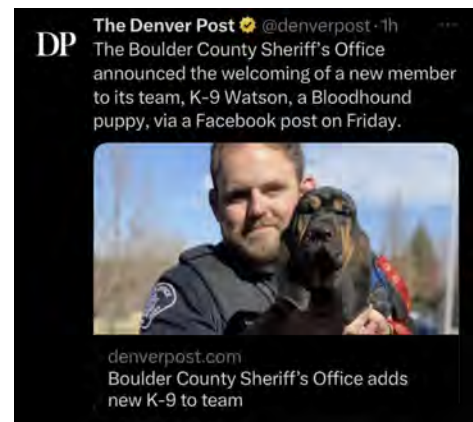 DP
The Denver Post @denverpost · 1h
The Boulder County Sheriff's Office
announced the welcoming of a new member
to its team, K-9 Watson, a Bloodhound
puppy, via a Facebook post on Friday.
denverpost.com
Boulder County Sheriff's Office adds
new K-9 to team